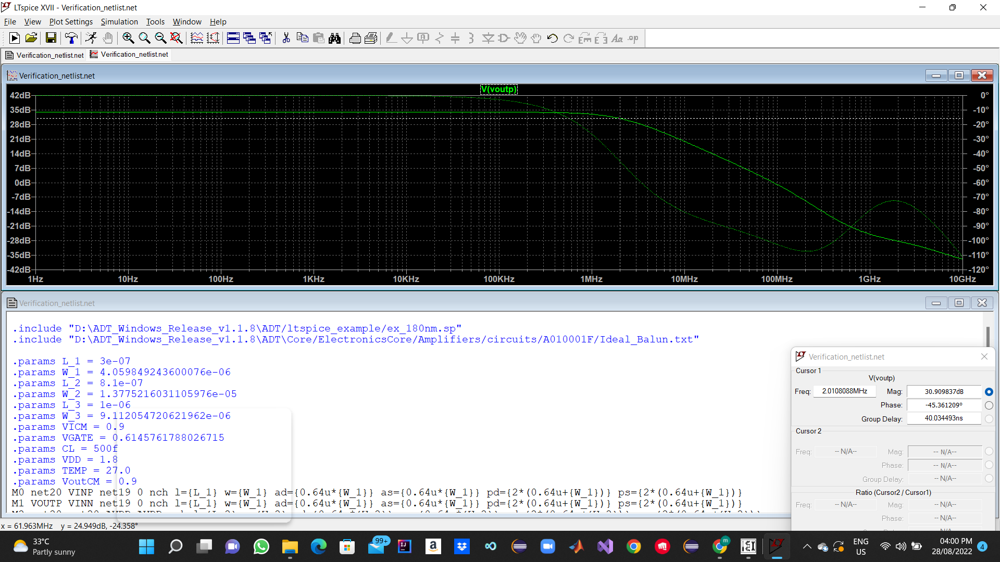 LTspice XVII - Verification_netlist.net
File View Plot Settings Simulation Tools Window Help
Verification_netlist.net Verification_netlist.net
Verification_netlist.net
V(voutp)
42dB 0°
35dB -10°
28dB -20°
21dB -30°
14dB -40°
7dB -50°
0dB -60°
-7dB -70°
-14dB -80°
-21dB -90°
-28dB -100°
-35dB -110°
-42dB -120°
1Hz 10Hz 100Hz 1KHz 10KHz 100KHz 1MHz 10MHz 100MHz 1GHz 10GHz
Verification_netlist.net
.include "D:\ADT_Windows_Release_v1.1.8\ADT/ltspice_example/ex_180nm.sp"
.include "D:\ADT_Windows_Release_v1.1.8\ADT\Core/ElectronicsCore/Amplifiers/circuits/A010001F/Ideal_Balun.txt"
.params L_1 = 3e-07
.params W_1 = 4.059849243600076e-06
.params L_2 = 8.1e-07
.params W_2 = 1.3775216031105976e-05
.params L_3 = 1e-06
.params W_3 = 9.112054720621962e-06
.params VICM = 0.9
.params VGATE = 0.6145761788026715
.params CL = 500f
.params VDD = 1.8
.params TEMP = 27.0
.params VoutCM = 0.9
M0 net20 VINP net19 0 nch l={L_1} w={W_1} ad={0.64u*{W_1}} as={0.64u*{W_1}} pd={2*(0.64u+{W_1})} ps={2*(0.64u+{W_1})}
M1 VOUTP VINN net19 0 nch l={L_1} w={W_1} ad={0.64u*{W_1}} as={0.64u*{W_1}} pd={2*(0.64u+{W_1})} ps={2*(0.64u+{W_1})}
Verification_netlist.net
Cursor 1
V(voutp)
Freq: 2.0108088MHz Mag: 30.909837dB
Phase: -45.361209°
Group Delay: 40.034493ns
Cursor 2
Freq: -- N/A-- Mag: -- N/A--
Phase: -- N/A--
Group Delay: -- N/A--
Ratio (Cursor2 / Cursor1)
Freq: -- N/A-- Mag: -- N/A--
Phase: -- N/A--
x = 61.963MHz y = 24.949dB, -24.358°
33°C
Partly sunny
99+
ENG
US
04:00 PM
28/08/2022
4